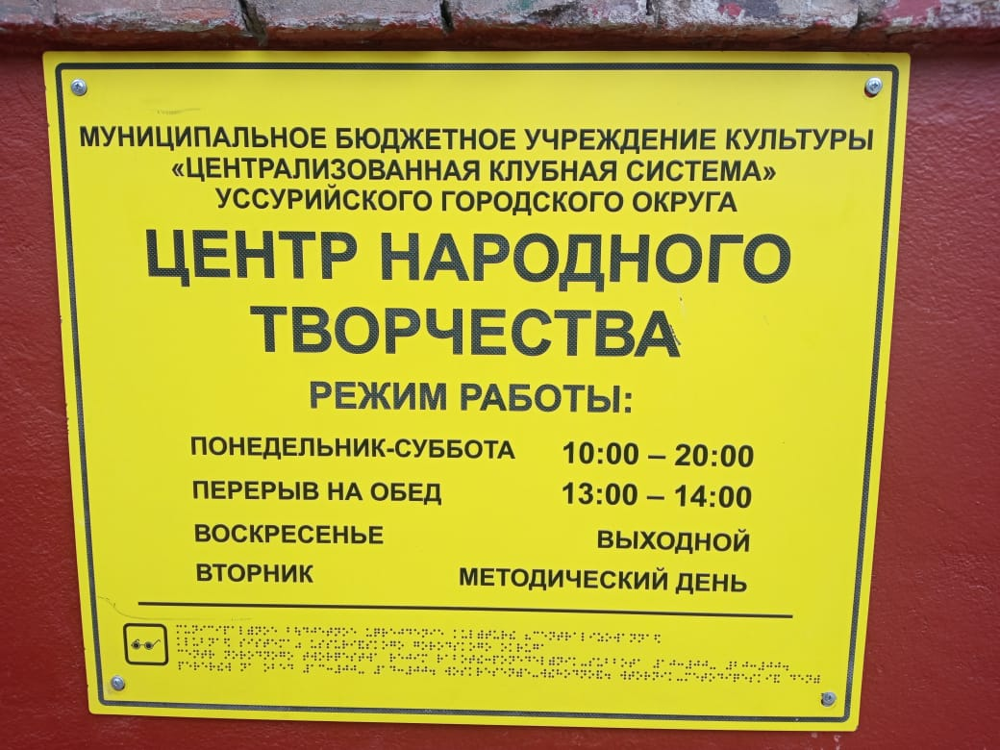 МУНИЦИПАЛЬНОЕ БЮДЖЕТНОЕ УЧРЕЖДЕНИЕ КУЛЬТУРЫ
«ЦЕНТРАЛИЗОВАННАЯ КЛУБНАЯ СИСТЕМА»
УССУРИЙСКОГО ГОРОДСКОГО ОКРУГА
ЦЕНТР НАРОДНОГО
ТВОРЧЕСТВА
РЕЖИМ РАБОТЫ:
ПОНЕДЕЛЬНИК-СУББОТА 10:00 – 20:00
ПЕРЕРЫВ НА ОБЕД 13:00 – 14:00
ВОСКРЕСЕНЬЕ ВЫХОДНОЙ
ВТОРНИК МЕТОДИЧЕСКИЙ ДЕНЬ